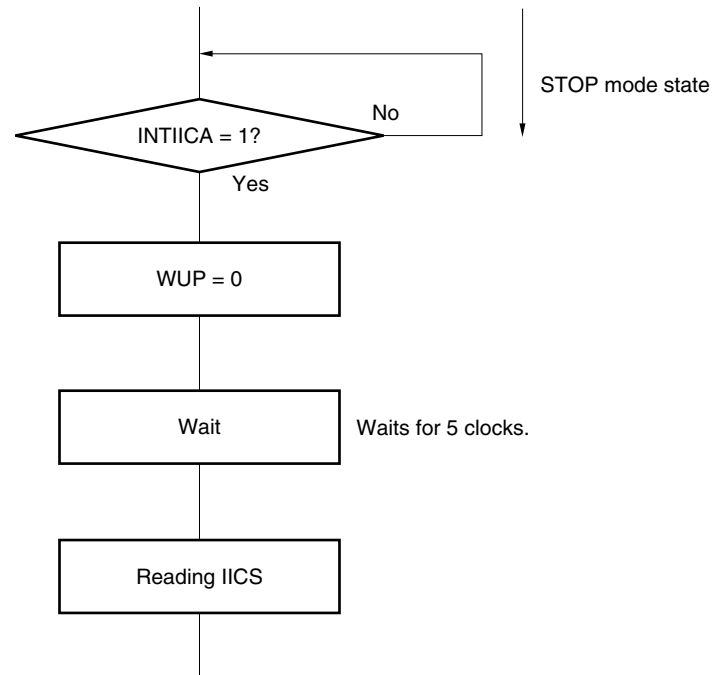 STOP mode state
No
INTIICA = 1?
Yes
WUP = 0
Wait
Waits for 5 clocks.
Reading IICS